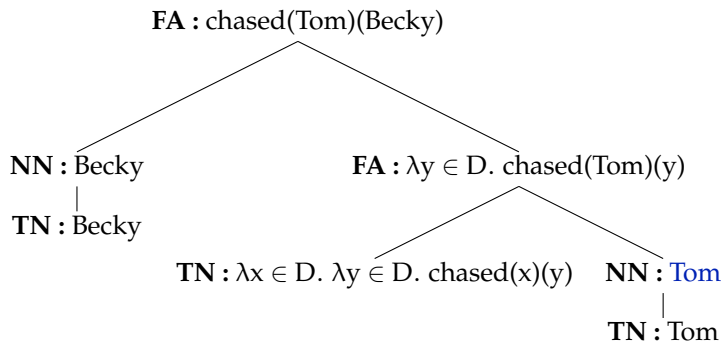 FA : chased(Tom)(Becky)
NN : Becky
FA : λy ∈ D. chased(Tom)(y)
TN : Becky
TN : λx ∈ D. λy ∈ D. chased(x)(y)
NN : Tom
TN : Tom